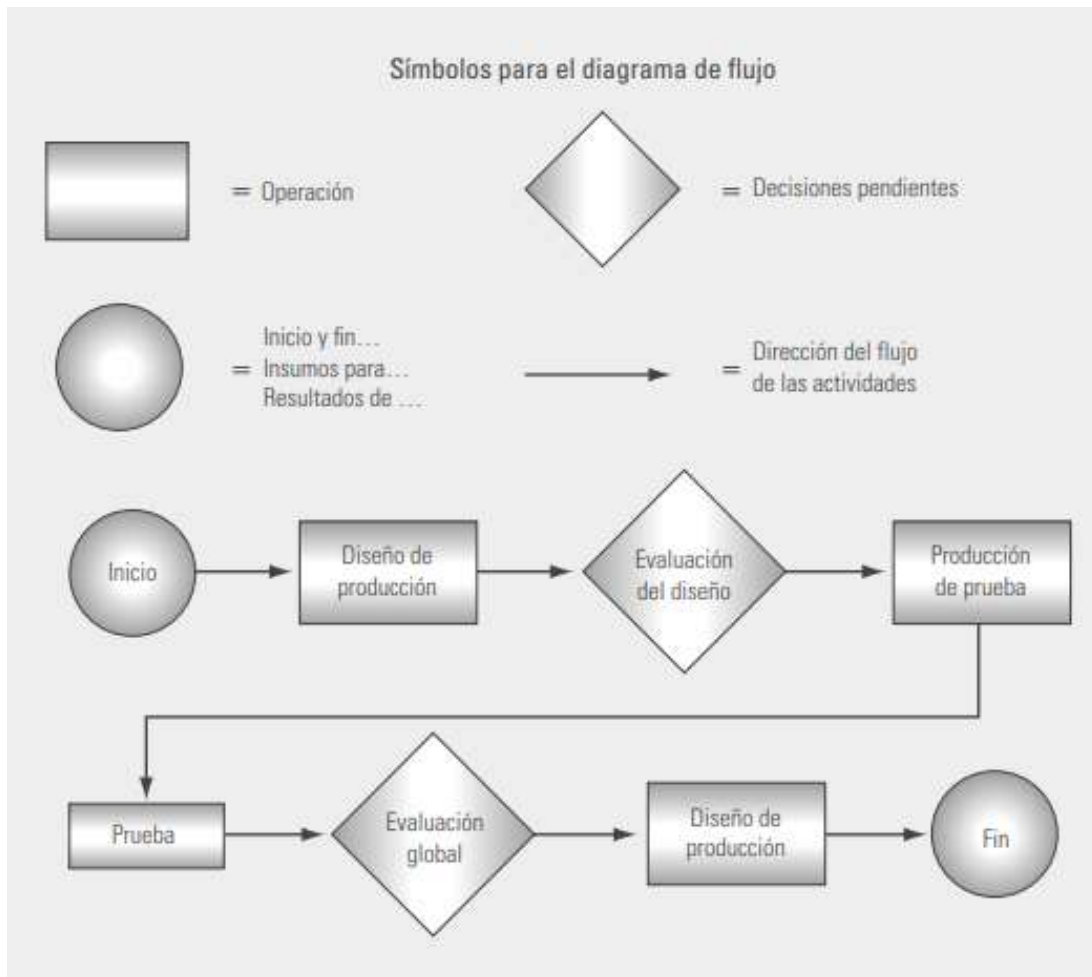 Símbolos para el diagrama de flujo
= Operación
= Decisiones pendientes
Inicio y fin…
= Insumos para…
Resultados de …
= Dirección del flujo
de las actividades
Inicio
Diseño de
producción
Evaluación
del diseño
Producción
de prueba
Prueba
Evaluación
global
Diseño de
producción
Fin